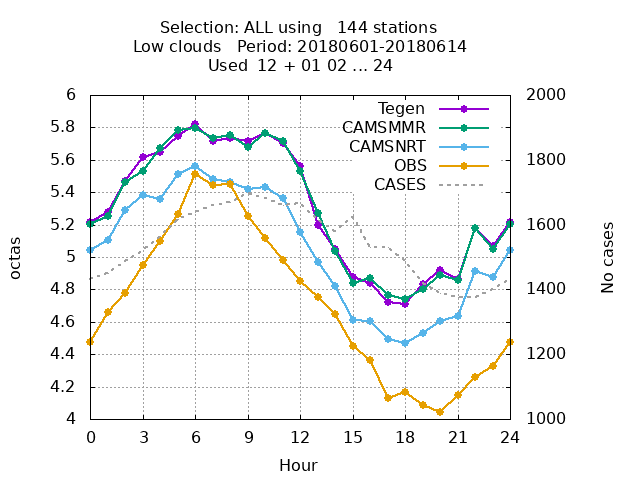 Selection: ALL using   144 stations
Low clouds   Period: 20180601-20180614
Used  12 + 01 02 ... 24
6
5.8
5.6
5.4
5.2
5
4.8
4.6
4.4
4.2
4
octas
Tegen
CAMSMMR
CAMSNRT
OBS
CASES
2000
1800
1600
1400
1200
1000
No cases
0 3 6 9 12 15 18 21 24
Hour